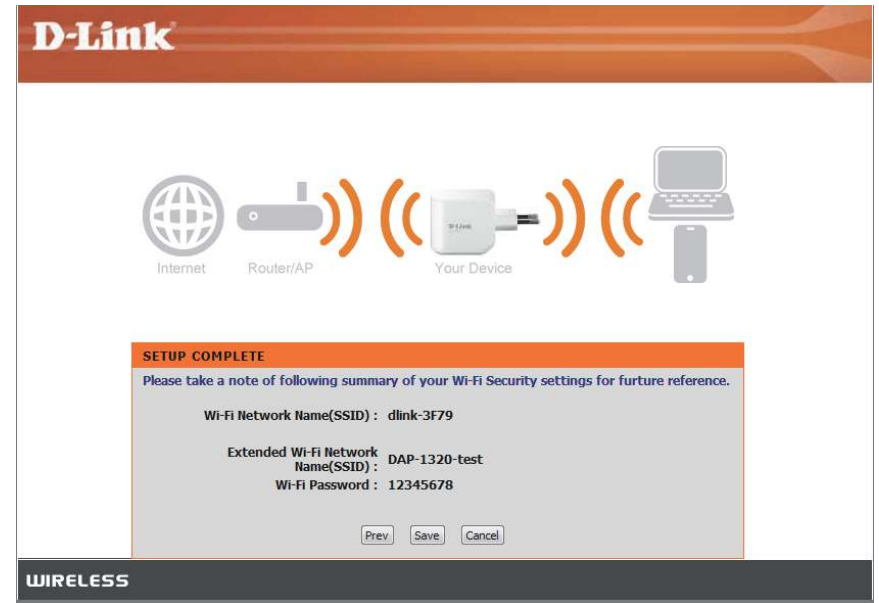 D-Link
D-Link
Internet
Router/AP
Your Device
SETUP COMPLETE
Please take a note of following summary of your Wi-Fi Security settings for furture reference.
Wi-Fi Network Name(SSID) : dlink-3F79
Extended Wi-Fi Network
Name(SSID) : DAP-1320-test
Wi-Fi Password : 12345678
Prev Save Cancel
WIRELESS